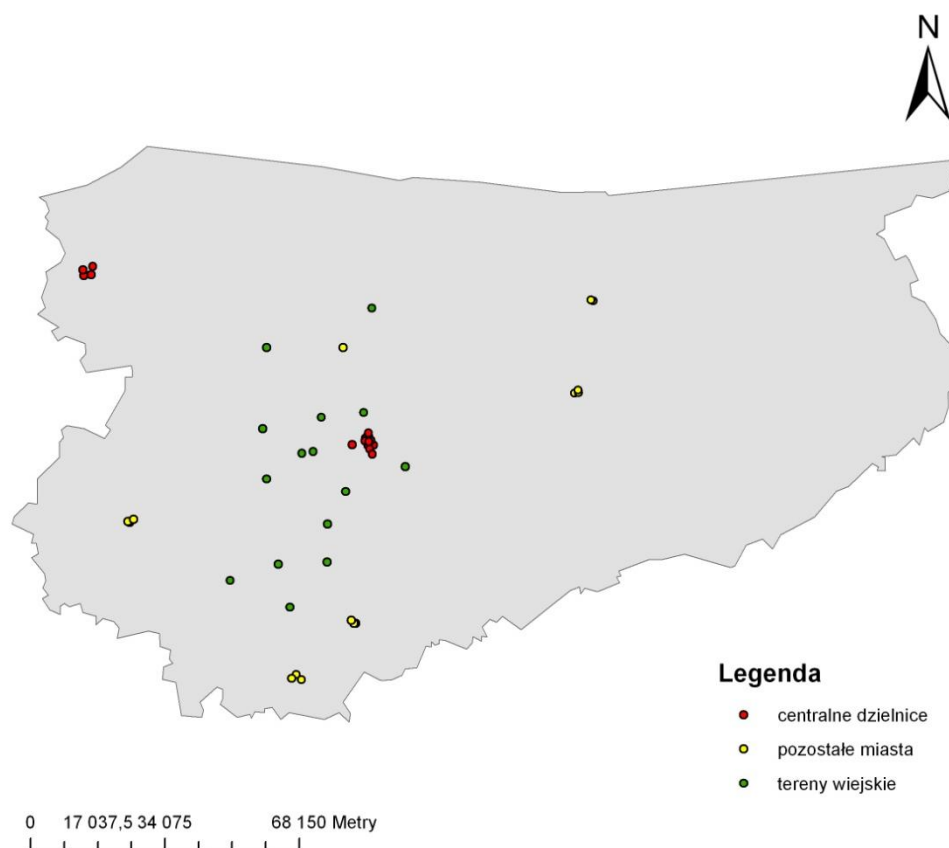 N
Legenda
centralne dzielnice
pozostałe miasta
tereny wiejskie
0 17 037,5 34 075 68 150 Metry